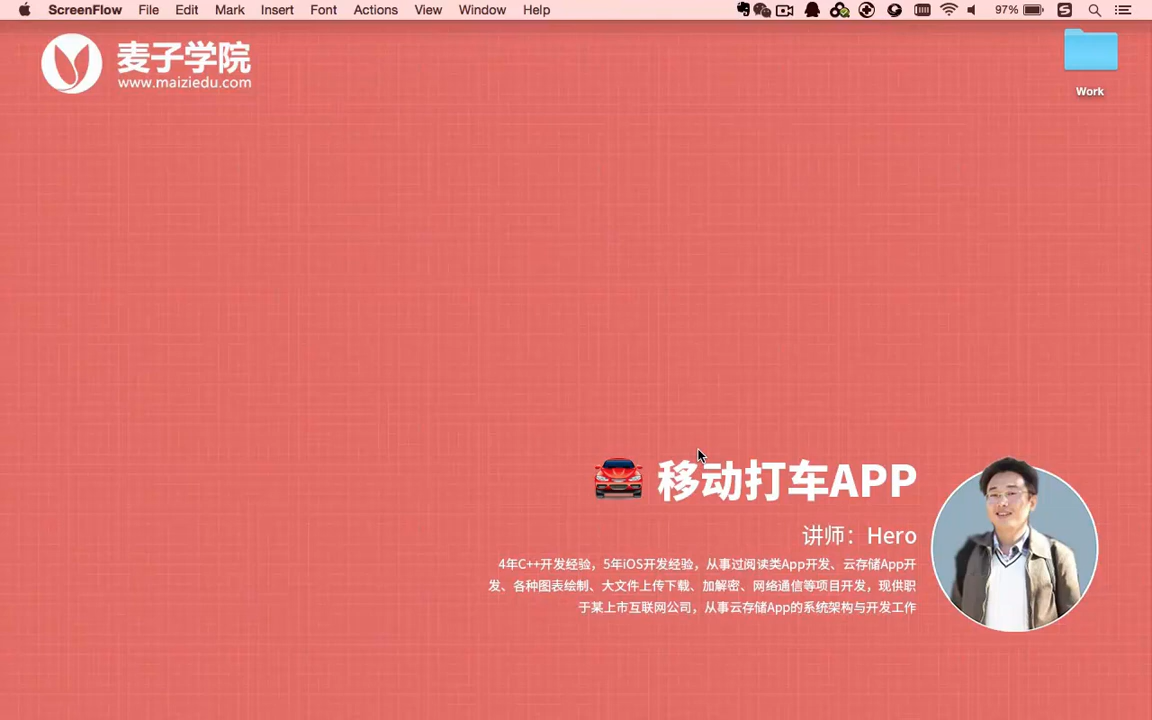 ScreenFlow File Edit Mark Insert Font Actions View Window Help 97%
麦子学院
www.maiziedu.com
Work
移动打车APP
讲师：Hero
4年C++开发经验，5年iOS开发经验，从事过阅读类App开发、云存储App开
发、各种图表绘制、大文件上传下载、加解密、网络通信等项目开发，现供职
于某上市互联网公司，从事云存储App的系统架构与开发工作